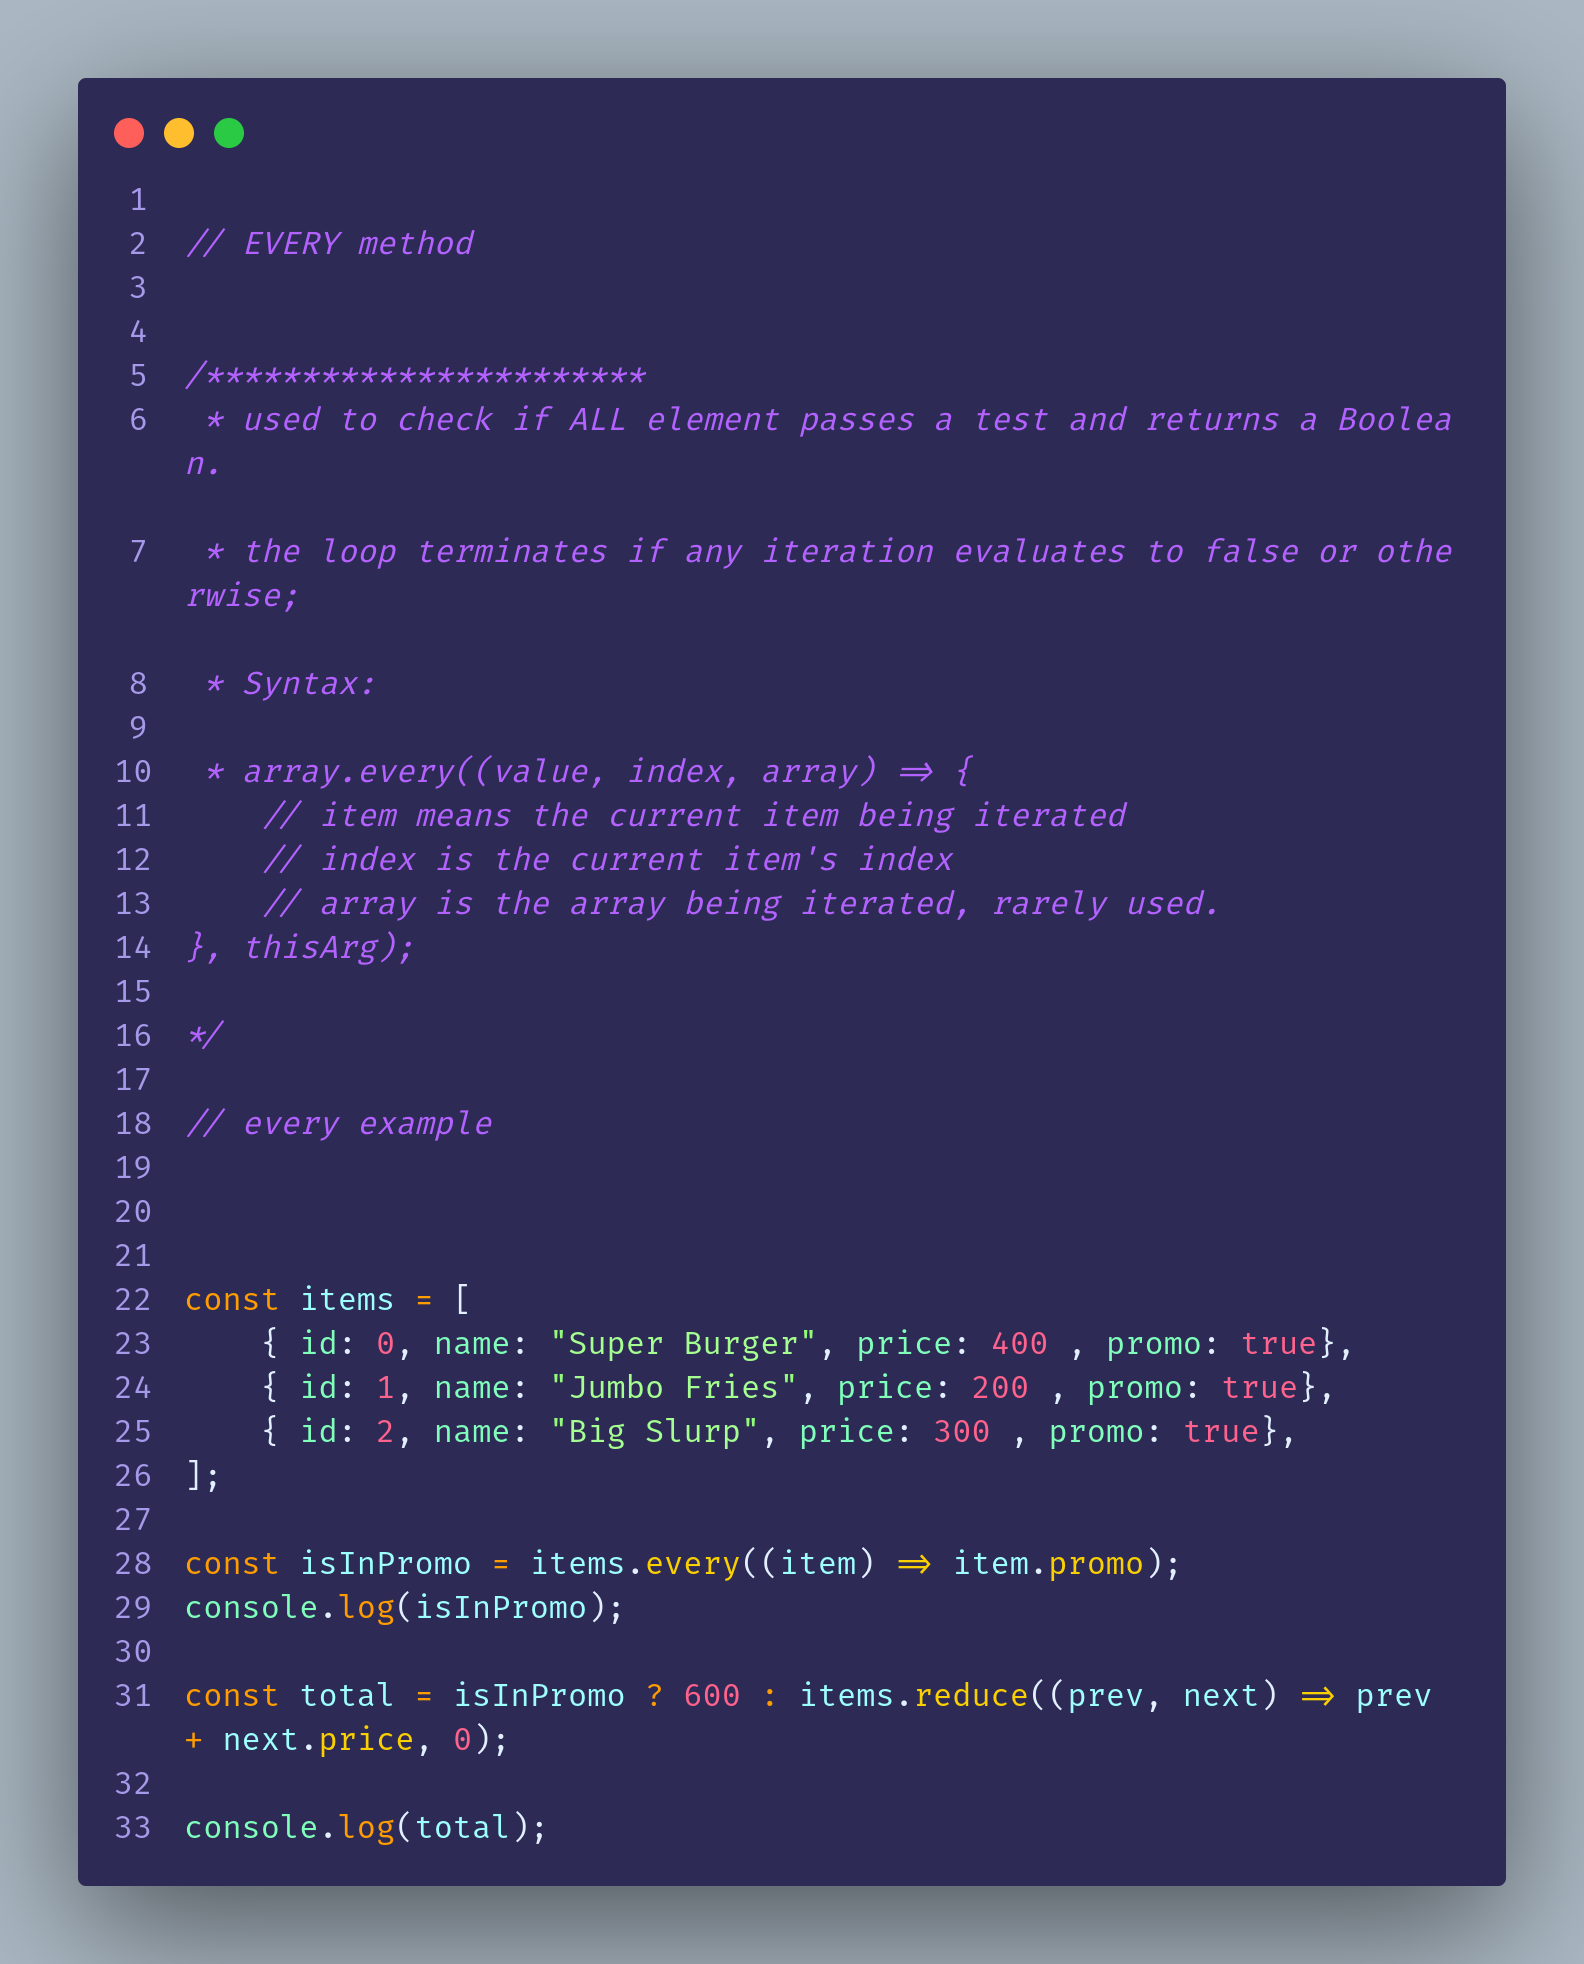 1
2 // EVERY method
3
4
5 /***********************
6  * used to check if ALL element passes a test and returns a Boolea
n.
7  * the loop terminates if any iteration evaluates to false or othe
rwise;
8  * Syntax:
9
10  * array.every((value, index, array) => {
11     // item means the current item being iterated
12     // index is the current item's index
13     // array is the array being iterated, rarely used.
14 }, thisArg);
15
16 */
17
18 // every example
19
20
21
22 const items = [
23     { id: 0, name: "Super Burger", price: 400 , promo: true},
24     { id: 1, name: "Jumbo Fries", price: 200 , promo: true},
25     { id: 2, name: "Big Slurp", price: 300 , promo: true},
26 ];
27
28 const isInPromo = items.every((item) => item.promo);
29 console.log(isInPromo);
30
31 const total = isInPromo ? 600 : items.reduce((prev, next) => prev
+ next.price, 0);
32
33 console.log(total);